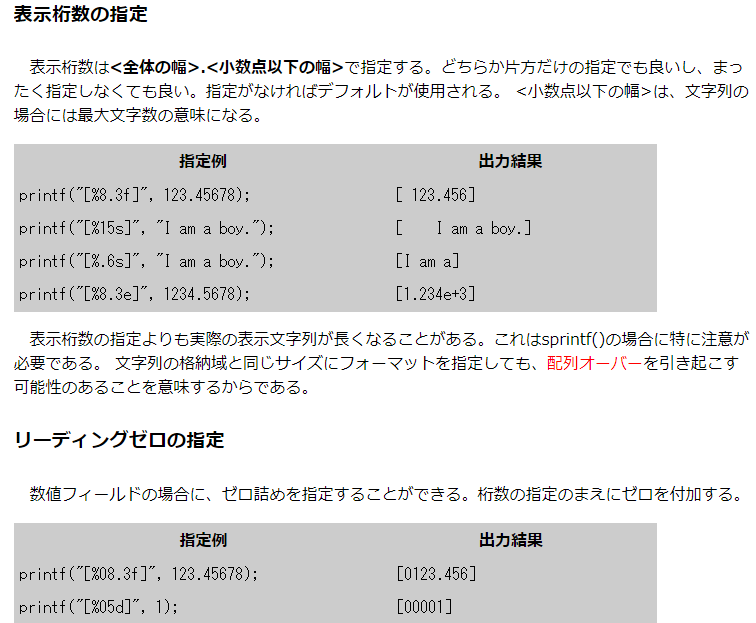 表示桁数の指定
表示桁数は<全体の幅>.<小数点以下の幅>で指定する。どちらか片方だけの指定でも良いし、まっ
たく指定しなくても良い。指定がなければデフォルトが使用される。 <小数点以下の幅>は、文字列の
場合には最大文字数の意味になる。
指定例 出力結果
printf("[%8.3f]", 123.45678); [ 123.456]
printf("[%15s]", "I am a boy."); [    I am a boy.]
printf("[%.6s]", "I am a boy."); [I am a]
printf("[%8.3e]", 1234.5678); [1.234e+3]
表示桁数の指定よりも実際の表示文字列が長くなることがある。これはsprintf()の場合に特に注意が
必要である。 文字列の格納域と同じサイズにフォーマットを指定しても、配列オーバーを引き起こす
可能性のあることを意味するからである。
リーディングゼロの指定
数値フィールドの場合に、ゼロ詰めを指定することができる。桁数の指定のまえにゼロを付加する。
指定例 出力結果
printf("[%08.3f]", 123.45678); [0123.456]
printf("[%05d]", 1); [00001]